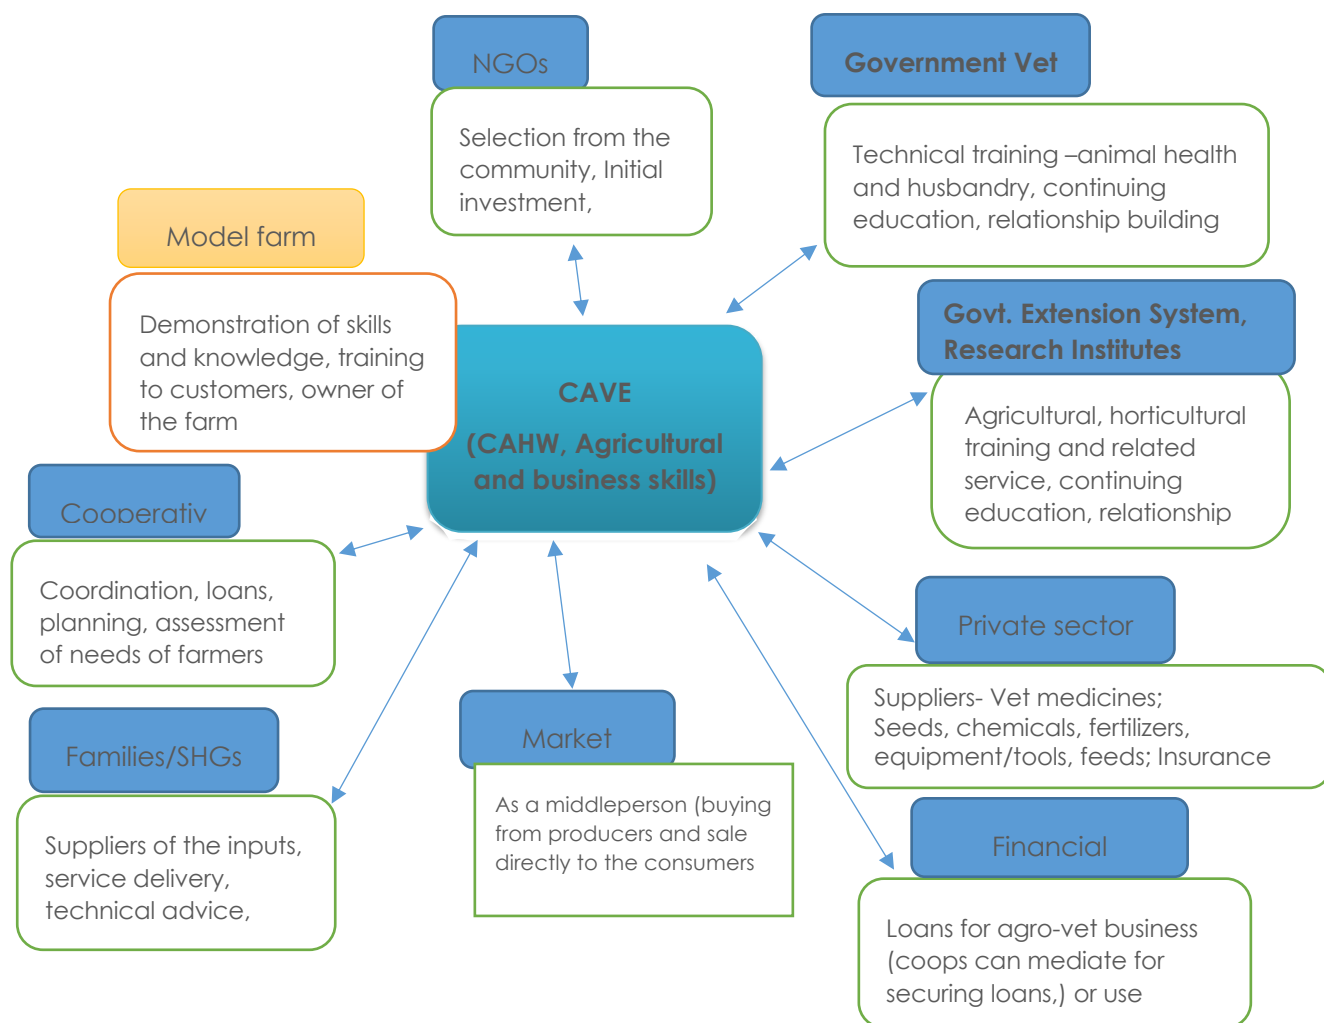 NGOs
Selection from the
community, Initial
investment,
Government Vet
Technical training –animal health
and husbandry, continuing
education, relationship building
Model farm
Demonstration of skills
and knowledge, training
to customers, owner of
the farm
CAVE
(CAHW, Agricultural
and business skills)
Govt. Extension System,
Research Institutes
Agricultural, horticultural
training and related
service, continuing
education, relationship
Cooperativ
Coordination, loans,
planning, assessment
of needs of farmers
Private sector
Suppliers- Vet medicines;
Seeds, chemicals, fertilizers,
equipment/tools, feeds; Insurance
Families/SHGs
Suppliers of the inputs,
service delivery,
technical advice,
Market
As a middleperson (buying
from producers and sale
directly to the consumers
Financial
Loans for agro-vet business
(coops can mediate for
securing loans,) or use